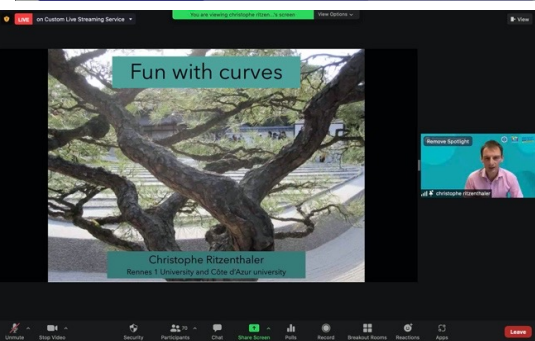 LIVE on Custom Live Streaming Service
You are viewing christophe ritzen...'s screen
View Options
View
Fun with curves
Remove Spotlight
christophe ritzenthaler
Christophe Ritzenthaler
Rennes 1 University and Côte d'Azur university
Unmute
Stop Video
Security
Participants
70
Chat
Share Screen
Polls
Record
Breakout Rooms
Reactions
Apps
Leave